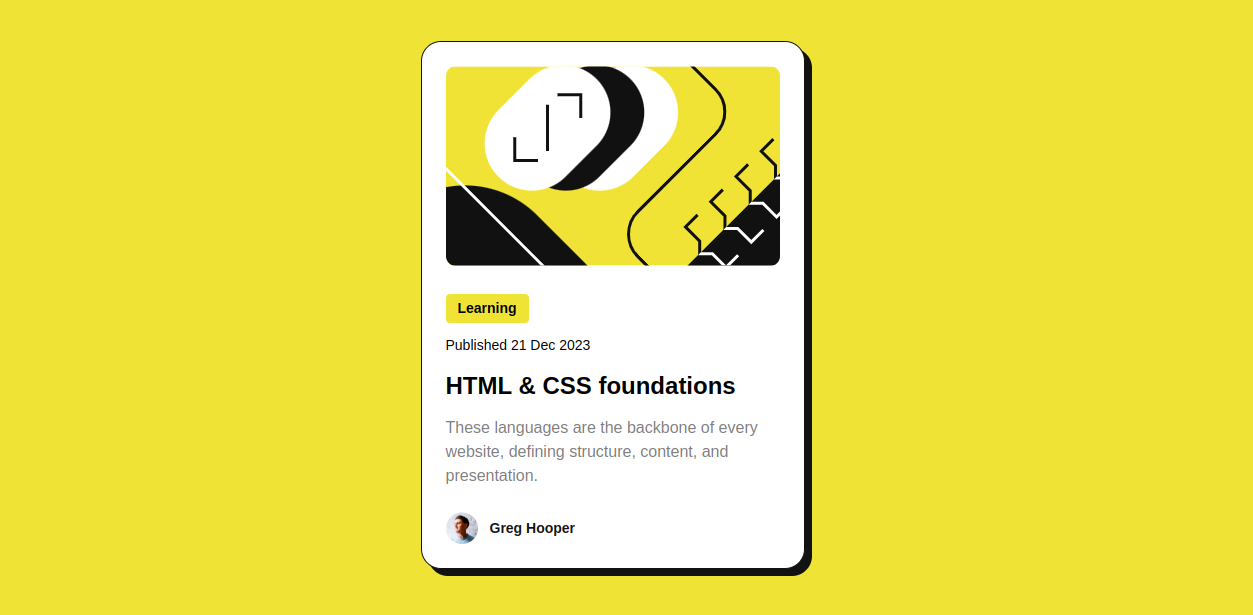 Learning
Published 21 Dec 2023
HTML & CSS foundations
These languages are the backbone of every
website, defining structure, content, and
presentation.
Greg Hooper